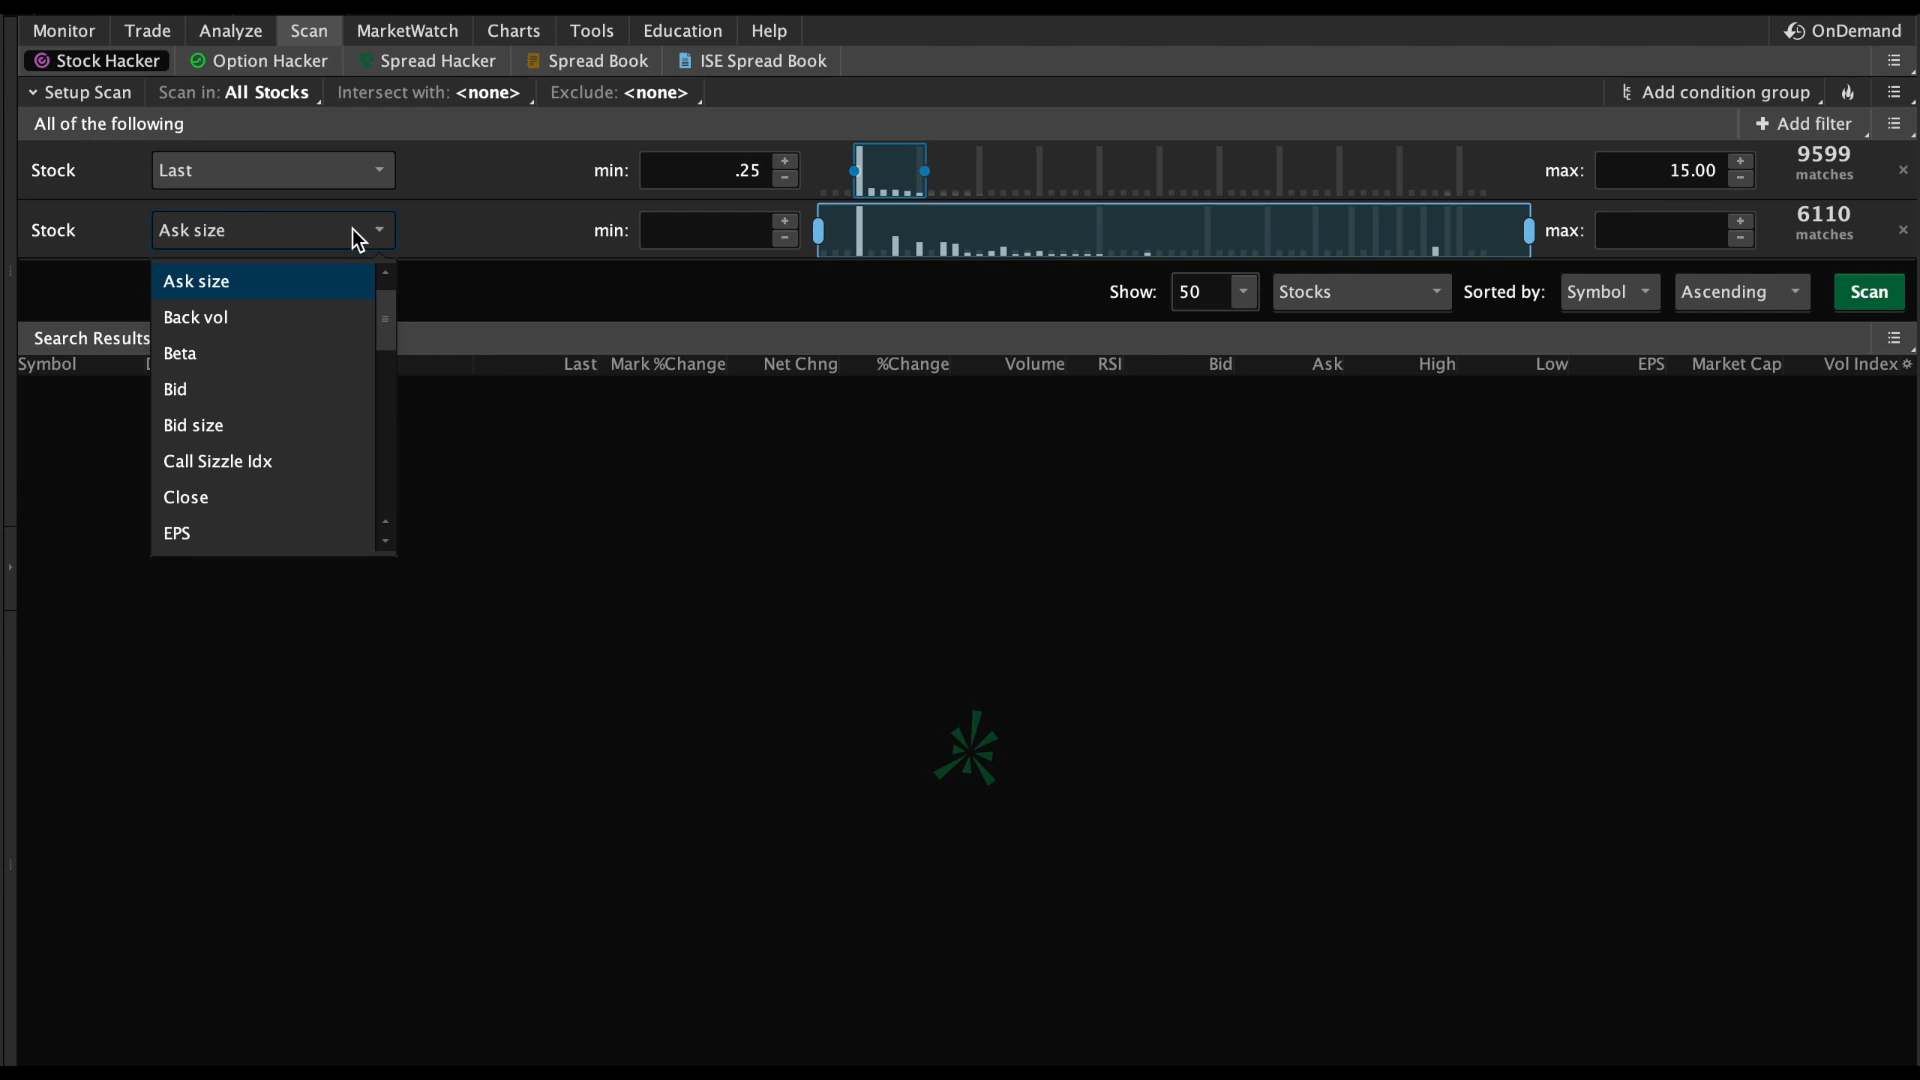 Monitor Trade Analyze Scan MarketWatch Charts Tools Education Help OnDemand
Stock Hacker Option Hacker Spread Hacker Spread Book ISE Spread Book
Setup Scan Scan in: All Stocks Intersect with: <none> Exclude: <none> Add condition group
All of the following + Add filter
Stock Last min: .25 max: 15.00 9599 matches
Stock Ask size min: max: 6110 matches
Show: 50 Stocks Sorted by: Symbol Ascending Scan
Ask size
Back vol
Beta
Bid
Bid size
Call Sizzle Idx
Close
EPS
Search Results
Symbol Last Mark %Change Net Chng %Change Volume RSI Bid Ask High Low EPS Market Cap Vol Index